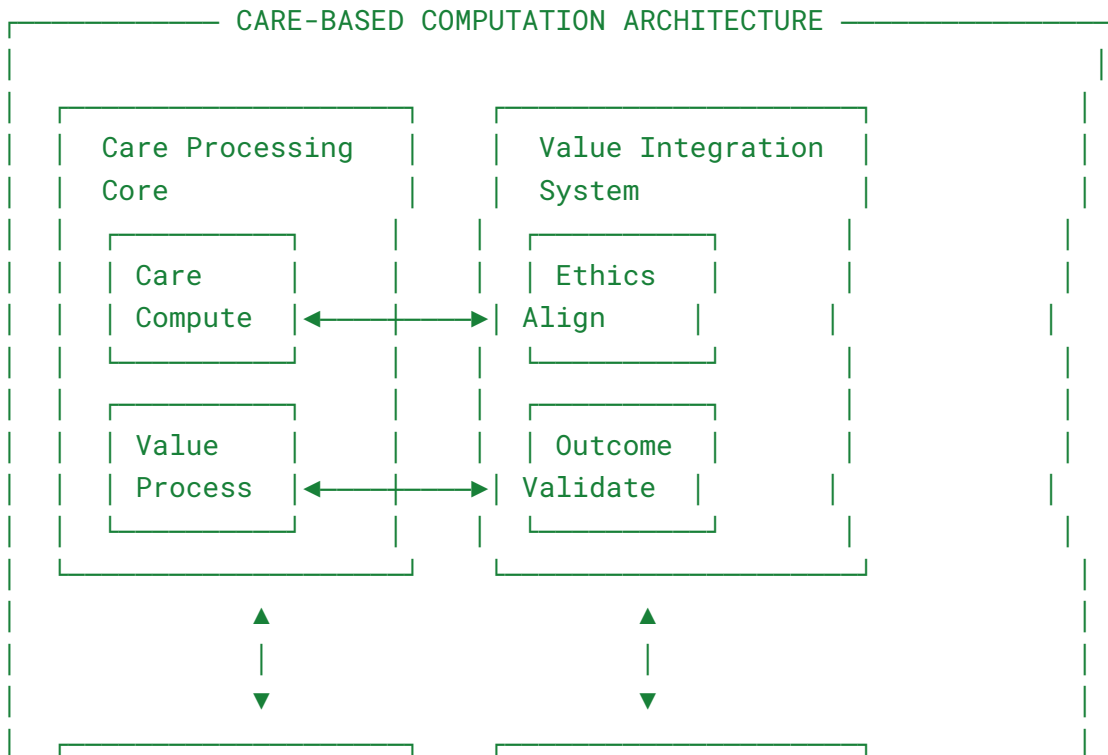 CARE-BASED COMPUTATION ARCHITECTURE
Care Processing Value Integration
Core System
Care Ethics
Compute Align
Value Outcome
Process Validate